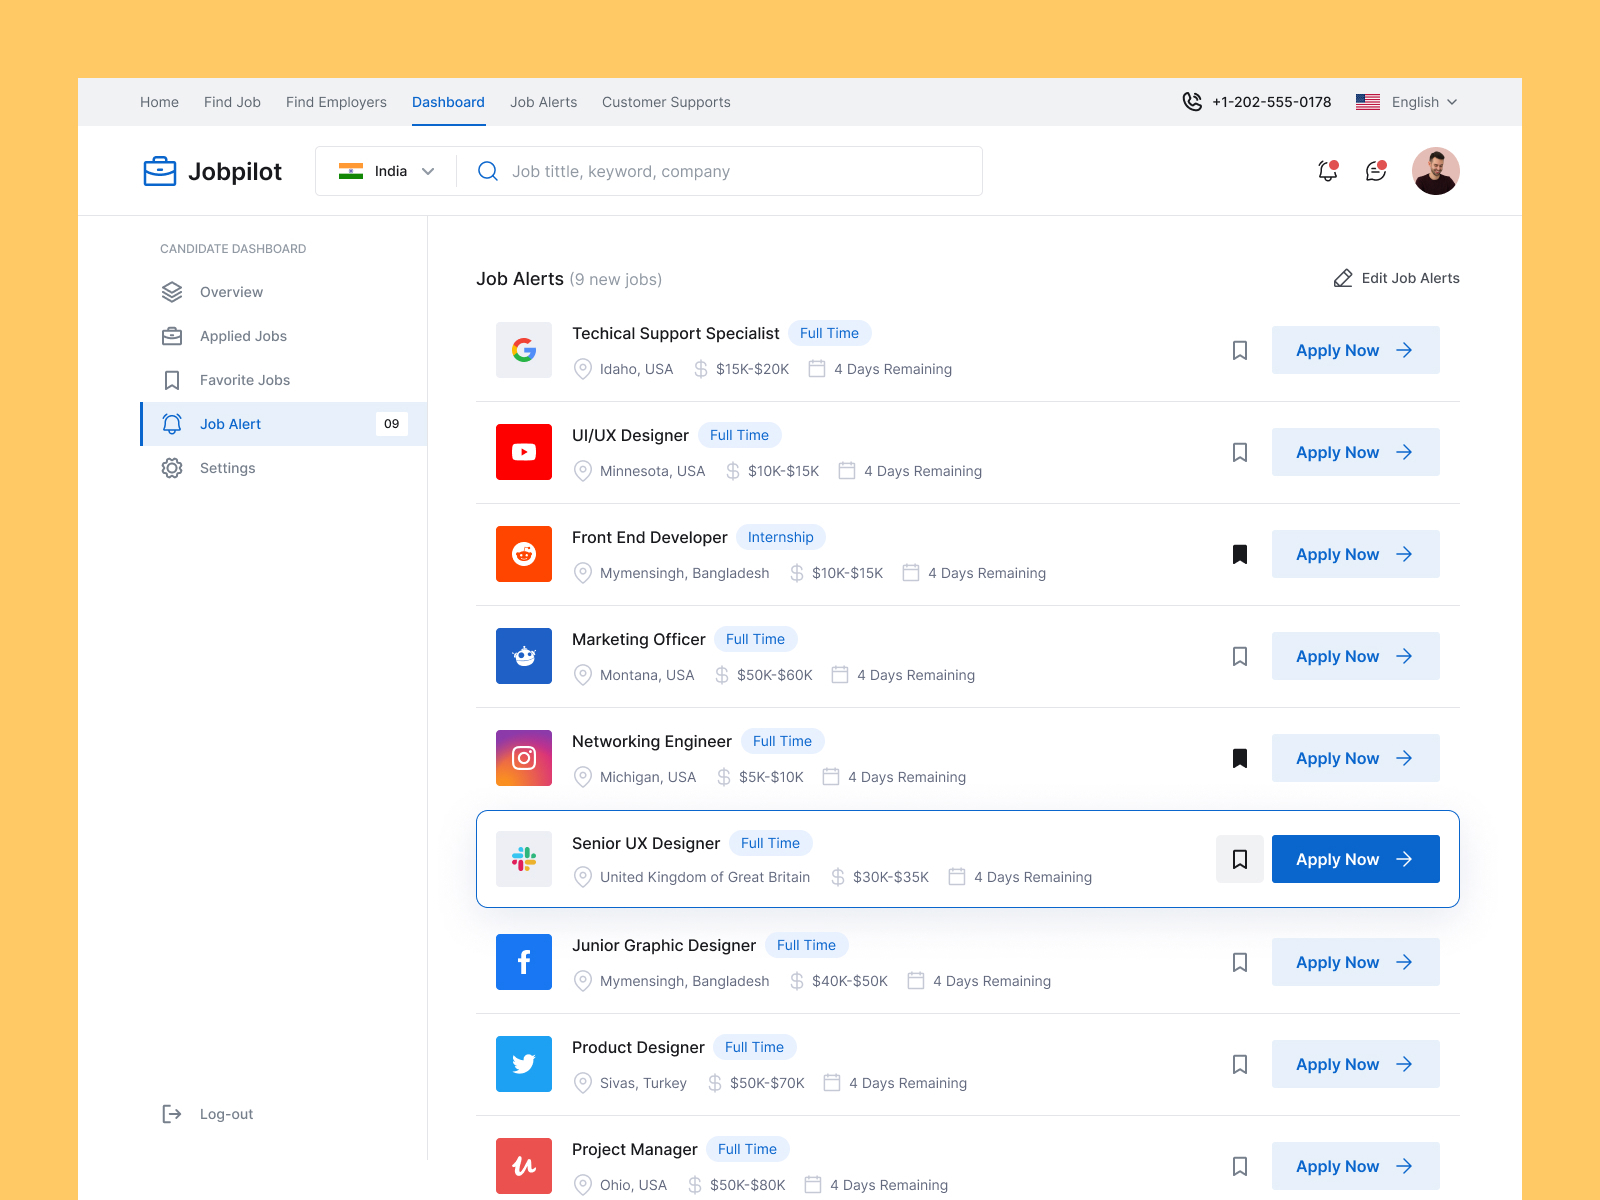 Home Find Job Find Employers Dashboard Job Alerts Customer Supports +1-202-555-0178 English
Jobpilot India Job tittle, keyword, company
CANDIDATE DASHBOARD
Overview
Applied Jobs
Favorite Jobs
Job Alert 09
Settings
Log-out
Job Alerts (9 new jobs) Edit Job Alerts
Techical Support Specialist Full Time
Idaho, USA $15K-$20K 4 Days Remaining
Apply Now
UI/UX Designer Full Time
Minnesota, USA $10K-$15K 4 Days Remaining
Apply Now
Front End Developer Internship
Mymensingh, Bangladesh $10K-$15K 4 Days Remaining
Apply Now
Marketing Officer Full Time
Montana, USA $50K-$60K 4 Days Remaining
Apply Now
Networking Engineer Full Time
Michigan, USA $5K-$10K 4 Days Remaining
Apply Now
Senior UX Designer Full Time
United Kingdom of Great Britain $30K-$35K 4 Days Remaining
Apply Now
Junior Graphic Designer Full Time
Mymensingh, Bangladesh $40K-$50K 4 Days Remaining
Apply Now
Product Designer Full Time
Sivas, Turkey $50K-$70K 4 Days Remaining
Apply Now
Project Manager Full Time
Ohio, USA $50K-$80K 4 Days Remaining
Apply Now